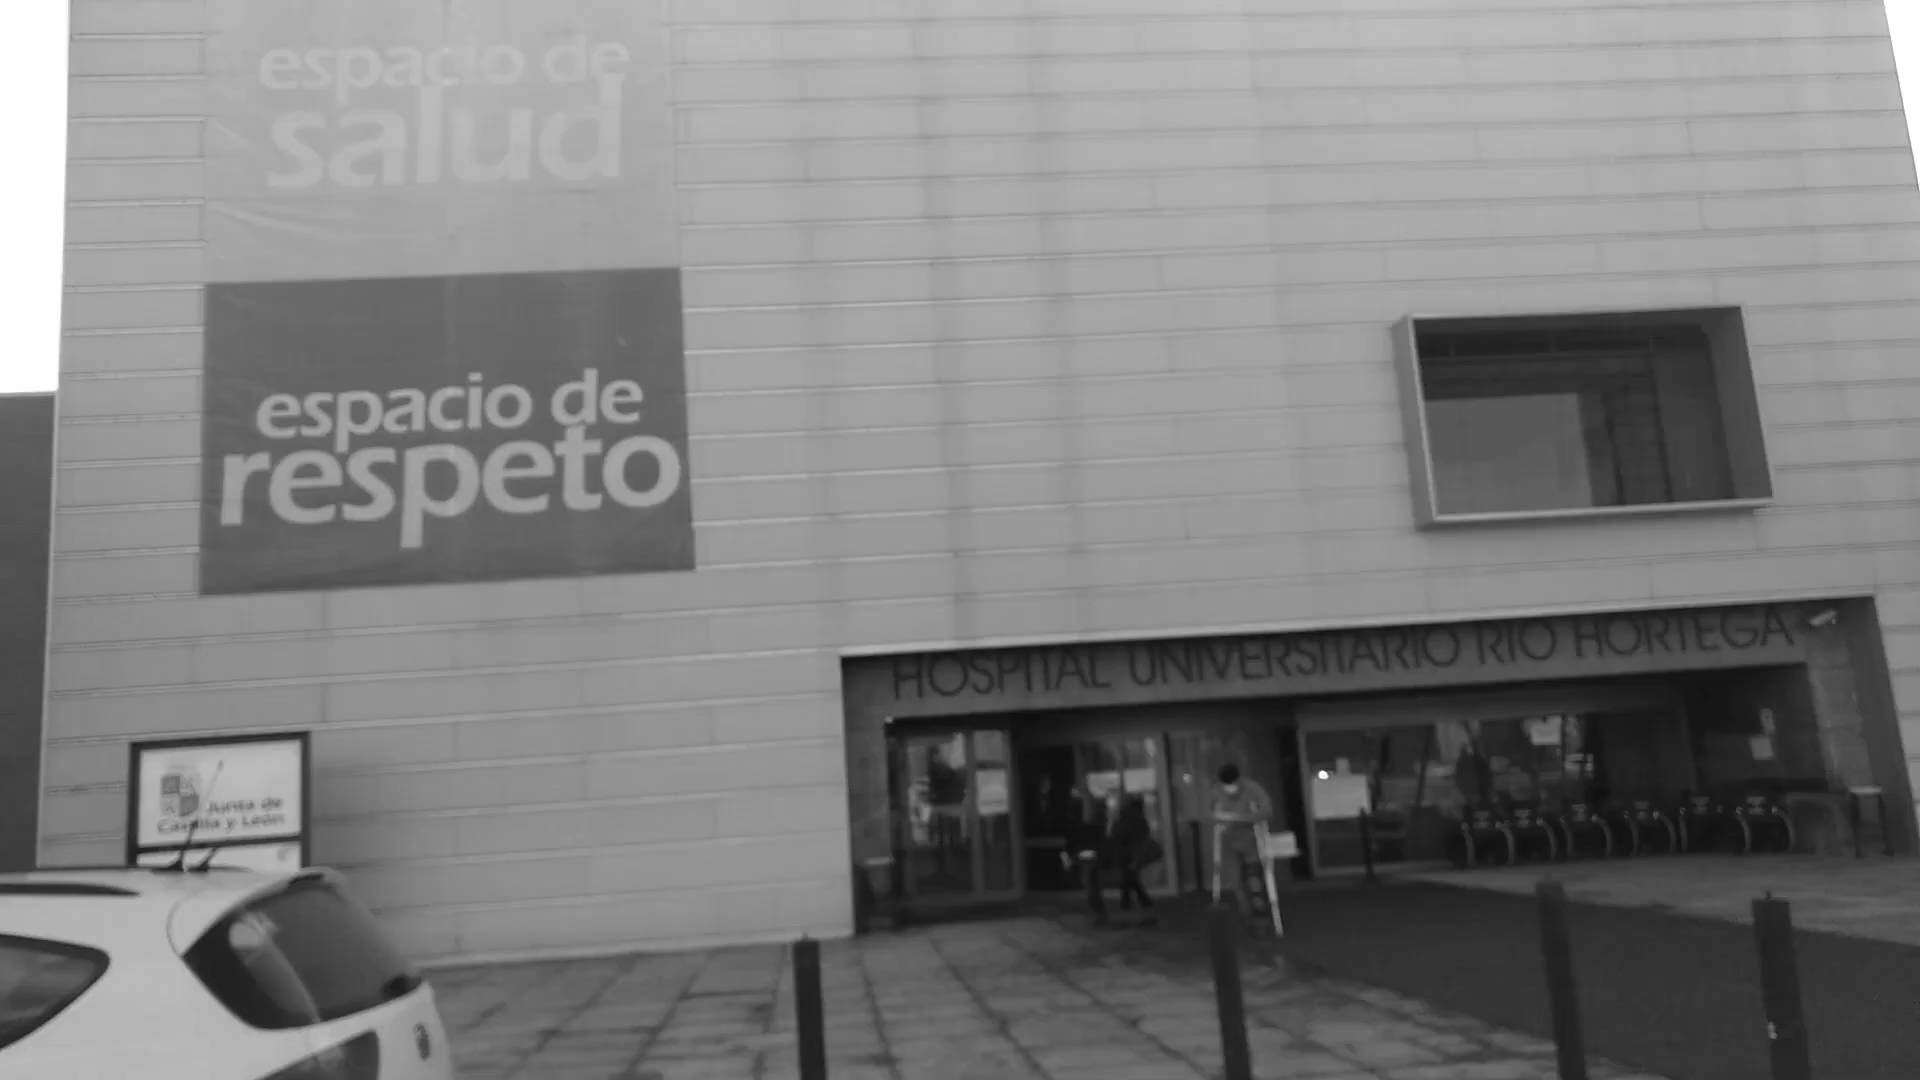 espacio de
salud
espacio de
respeto
HOSPITAL UNIVERSITARIO RIO HORTEGA
Junta de
Castilla y León